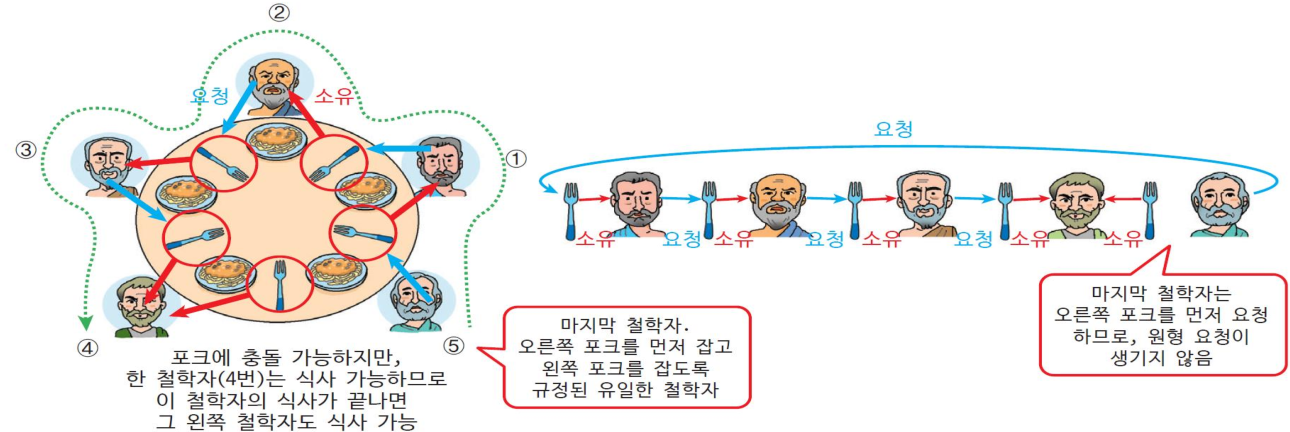 ②
요청
소유
③
①
④
⑤
포크에 충돌 가능하지만,
한 철학자(4번)는 식사 가능하므로
이 철학자의 식사가 끝나면
그 왼쪽 철학자도 식사 가능
마지막 철학자.
오른쪽 포크를 먼저 잡고
왼쪽 포크를 잡도록
규정된 유일한 철학자
요청
소유 요청 소유 요청 소유 요청 소유 소유
마지막 철학자는
오른쪽 포크를 먼저 요청
하므로, 원형 요청이
생기지 않음